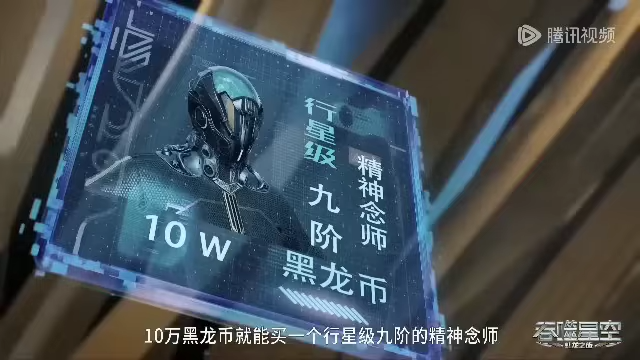 腾讯视频
行星级
精神念师
九阶
10 W
黑龙币
10万黑龙币就能买一个行星级九阶的精神念师
吞噬星空